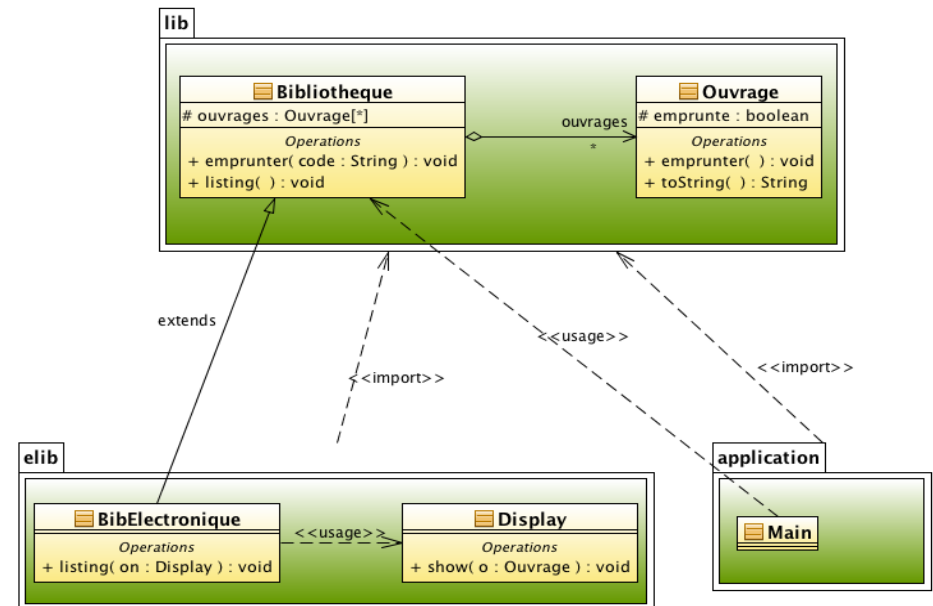 lib
Bibliotheque
# ouvrages : Ouvrage[*]
Operations
+ emprunter( code : String ) : void
+ listing( ) : void
ouvrages
*
Ouvrage
# emprunte : boolean
Operations
+ emprunter( ) : void
+ toString( ) : String
extends
<<import>>
<<usage>>
<<import>>
elib
BibElectronique
Operations
+ listing( on : Display ) : void
<<usage>>
Display
Operations
+ show( o : Ouvrage ) : void
application
Main